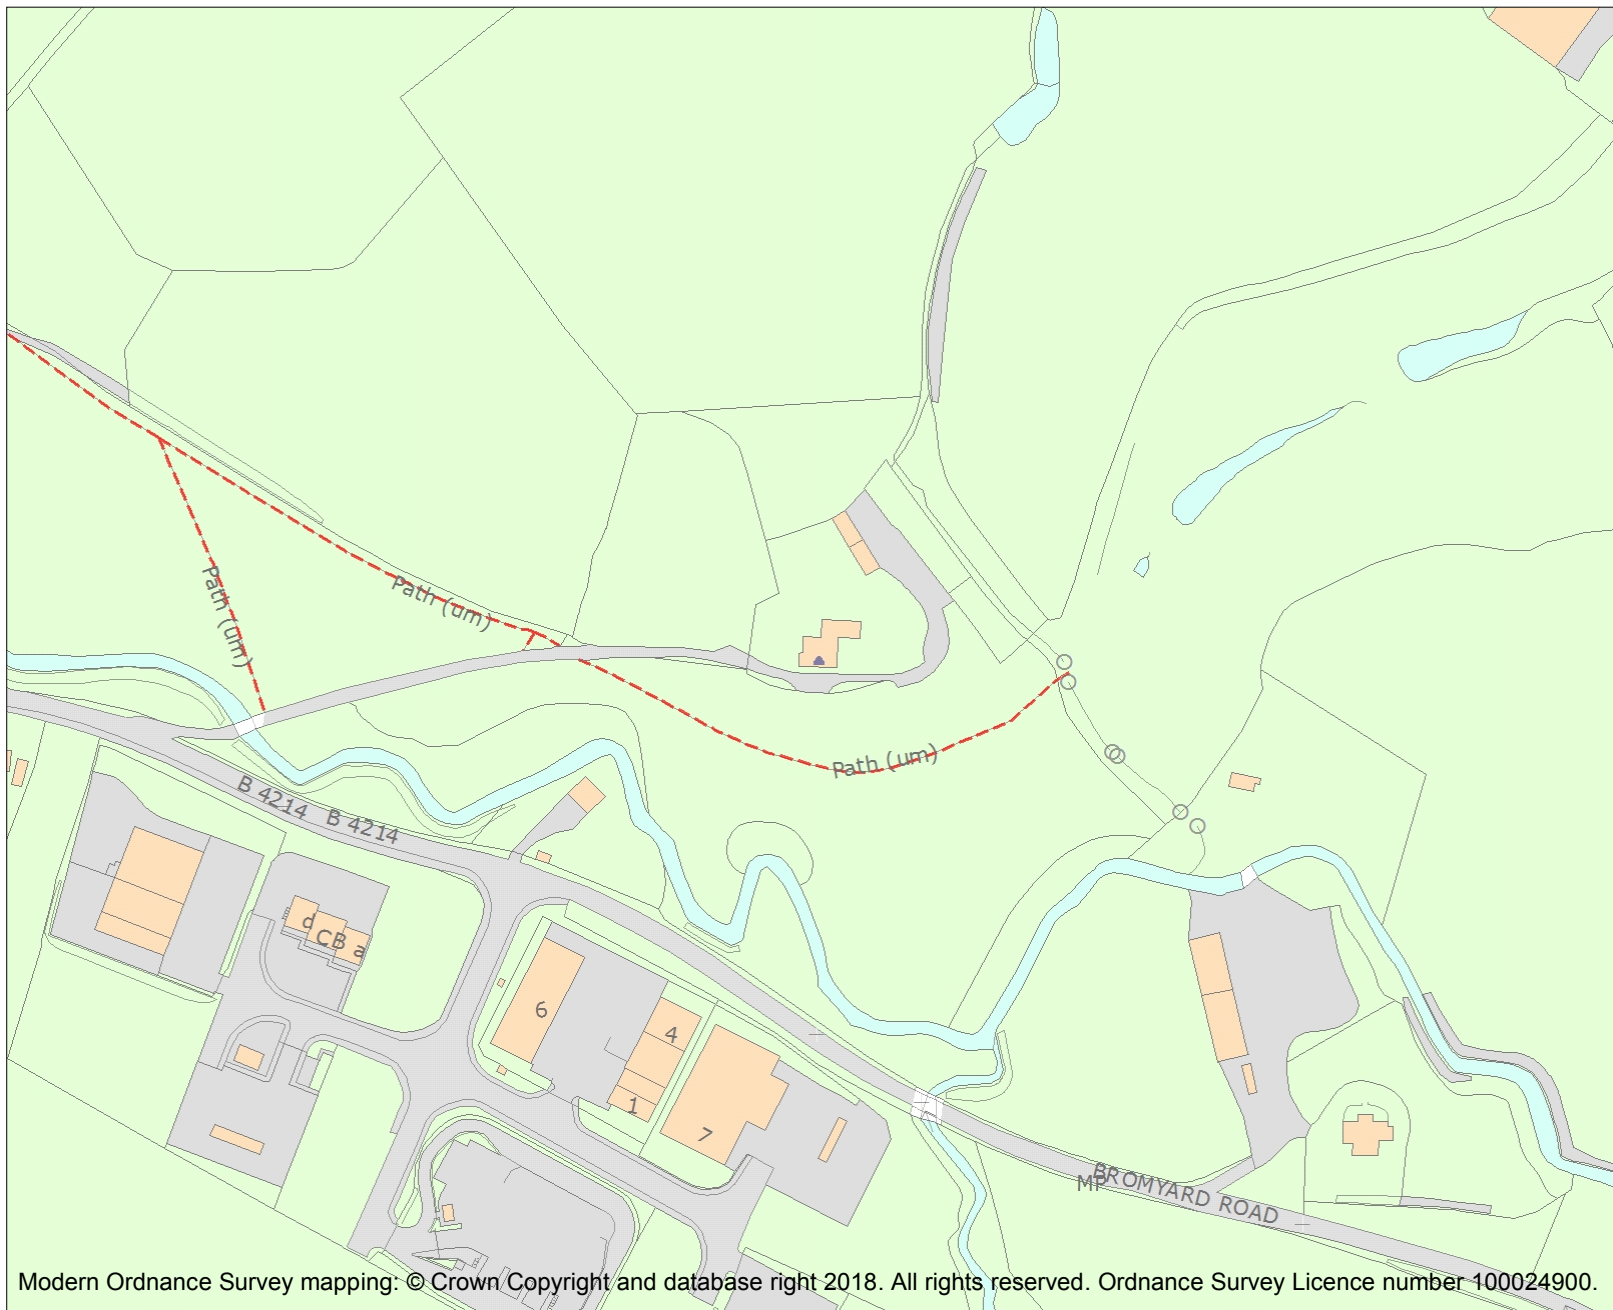 Path (um)
Path (um)
Path (um)
B 4214
B 4214
d
CB
a
6
4
1
7
BROMYARD ROAD
MP
Modern Ordnance Survey mapping: © Crown Copyright and database right 2018. All rights reserved. Ordnance Survey Licence number 100024900.